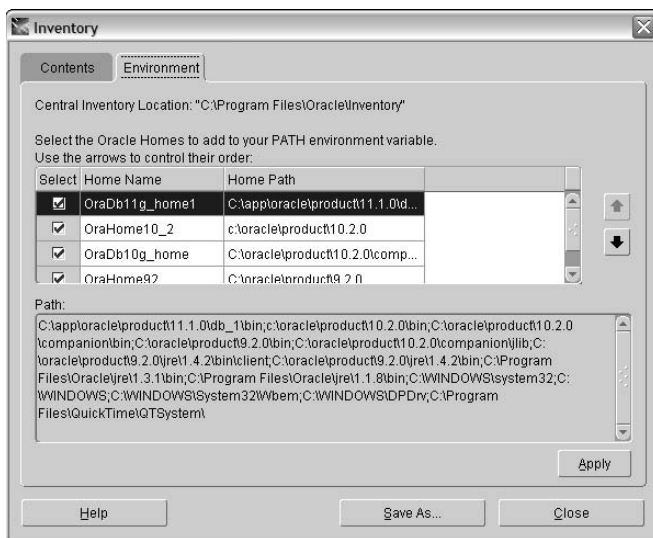 Inventory
Contents
Environment
Central Inventory Location: "C:\Program Files\Oracle\Inventory"
Select the Oracle Homes to add to your PATH environment variable.
Use the arrows to control their order:
Select Home Name Home Path
OraDb11g_home1 C:\app\oracle\product\11.1.0\d...
OraHome10_2 c:\oracle\product\10.2.0
OraDb10g_home C:\oracle\product\10.2.0\comp...
OraHome92 C:\oracle\product\9.2.0
Path:
C:\app\oracle\product\11.1.0\db_1\bin;c:\oracle\product\10.2.0\bin;C:\oracle\product\10.2.0
\companion\bin;C:\oracle\product\9.2.0\bin;C:\oracle\product\10.2.0\companion\jlib;C:
\oracle\product\9.2.0\jre\1.4.2\bin\client;C:\oracle\product\9.2.0\jre\1.4.2\bin;C:\Program
Files\Oracle\jre\1.3.1\bin;C:\Program Files\Oracle\jre\1.1.8\bin;C:\WINDOWS\system32;C:
\WINDOWS;C:\WINDOWS\System32\Wbem;C:\WINDOWS\DPDrv;C:\Program
Files\QuickTime\QTSystem\
Apply
Help
Save As...
Close